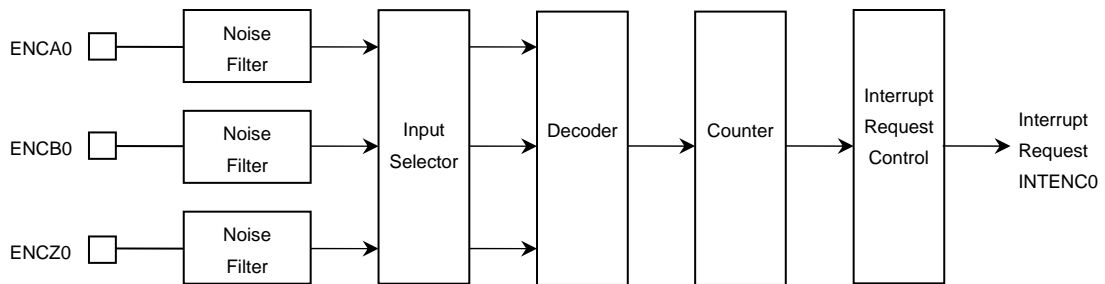 ENCA0
Noise
Filter
ENCB0
Noise
Filter
ENCZ0
Noise
Filter
Input
Selector
Decoder
Counter
Interrupt
Request
Control
Interrupt
Request
INTENC0